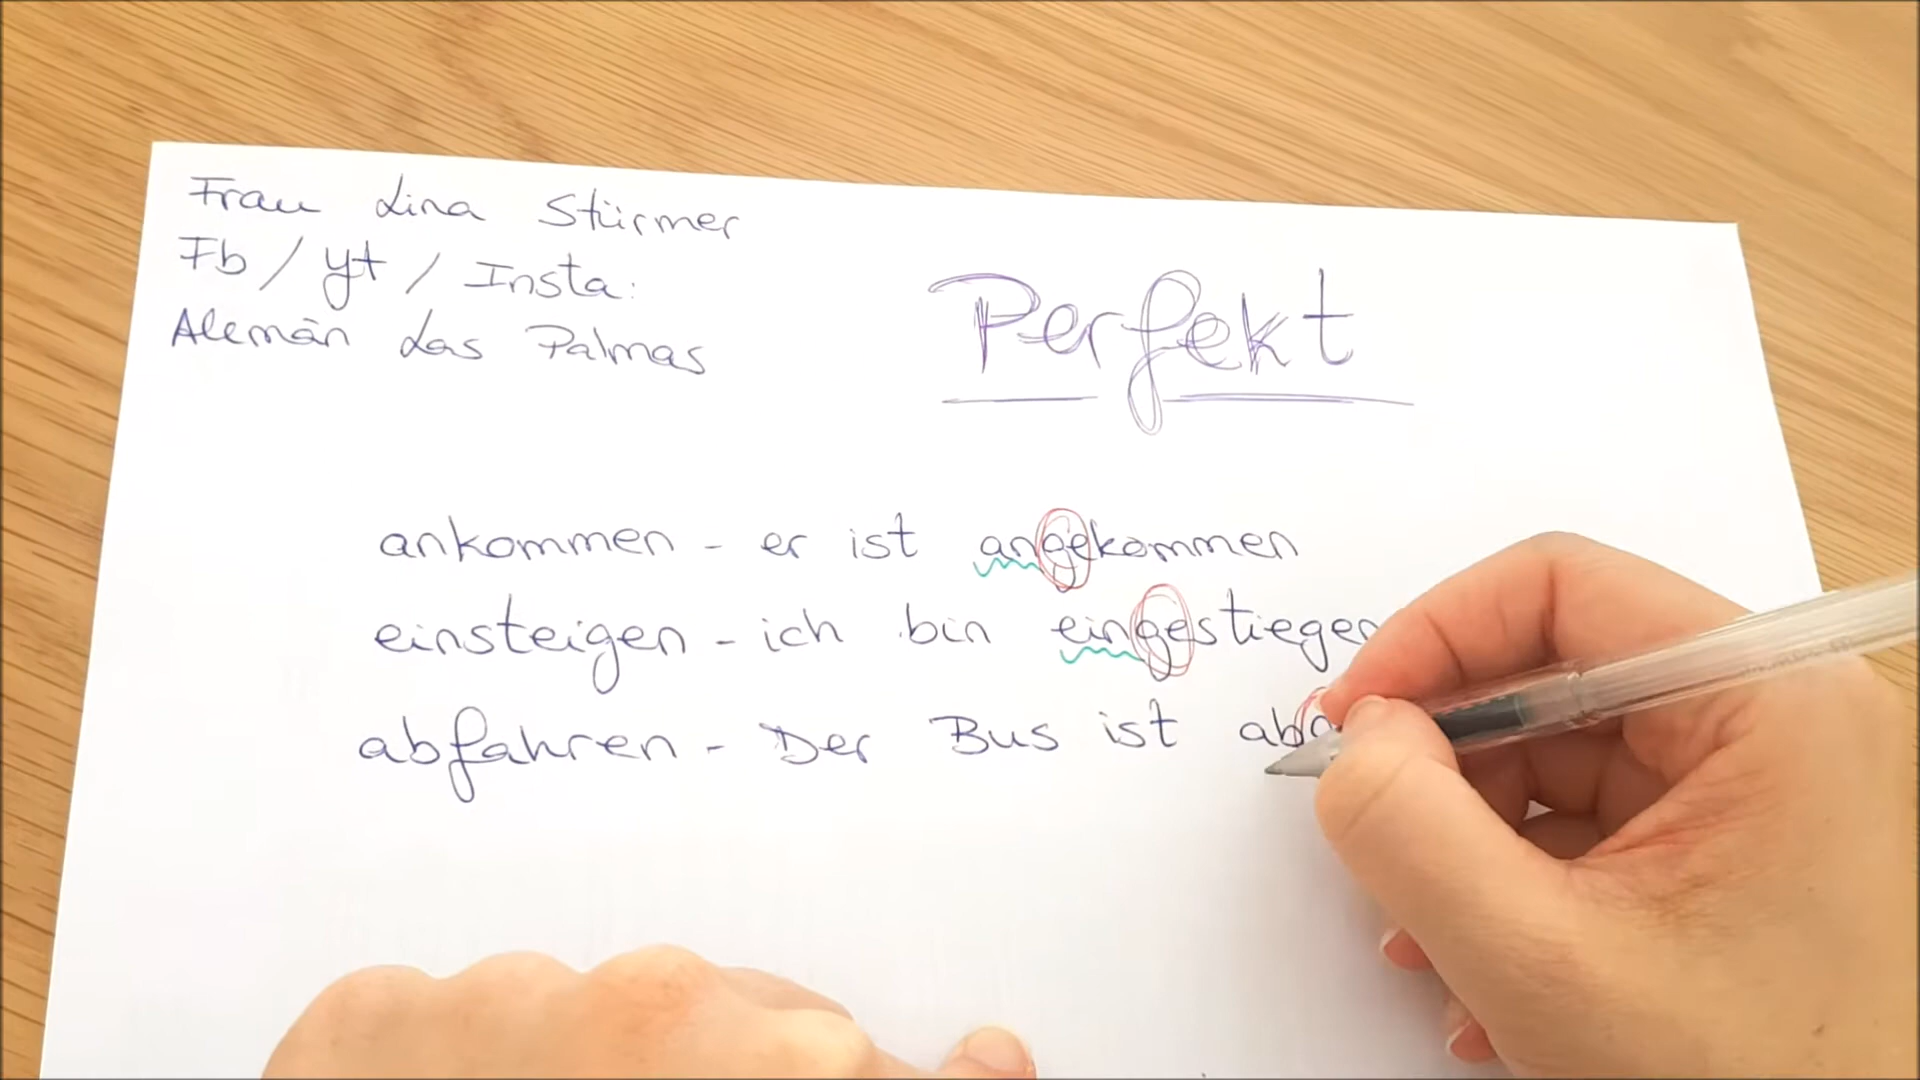 Frau Lina Stürmer
Fb / yt / Insta:
Alemán Las Palmas
Perfekt
ankommen - er ist angekommen
einsteigen - ich bin eingestiegen
abfahren - Der Bus ist